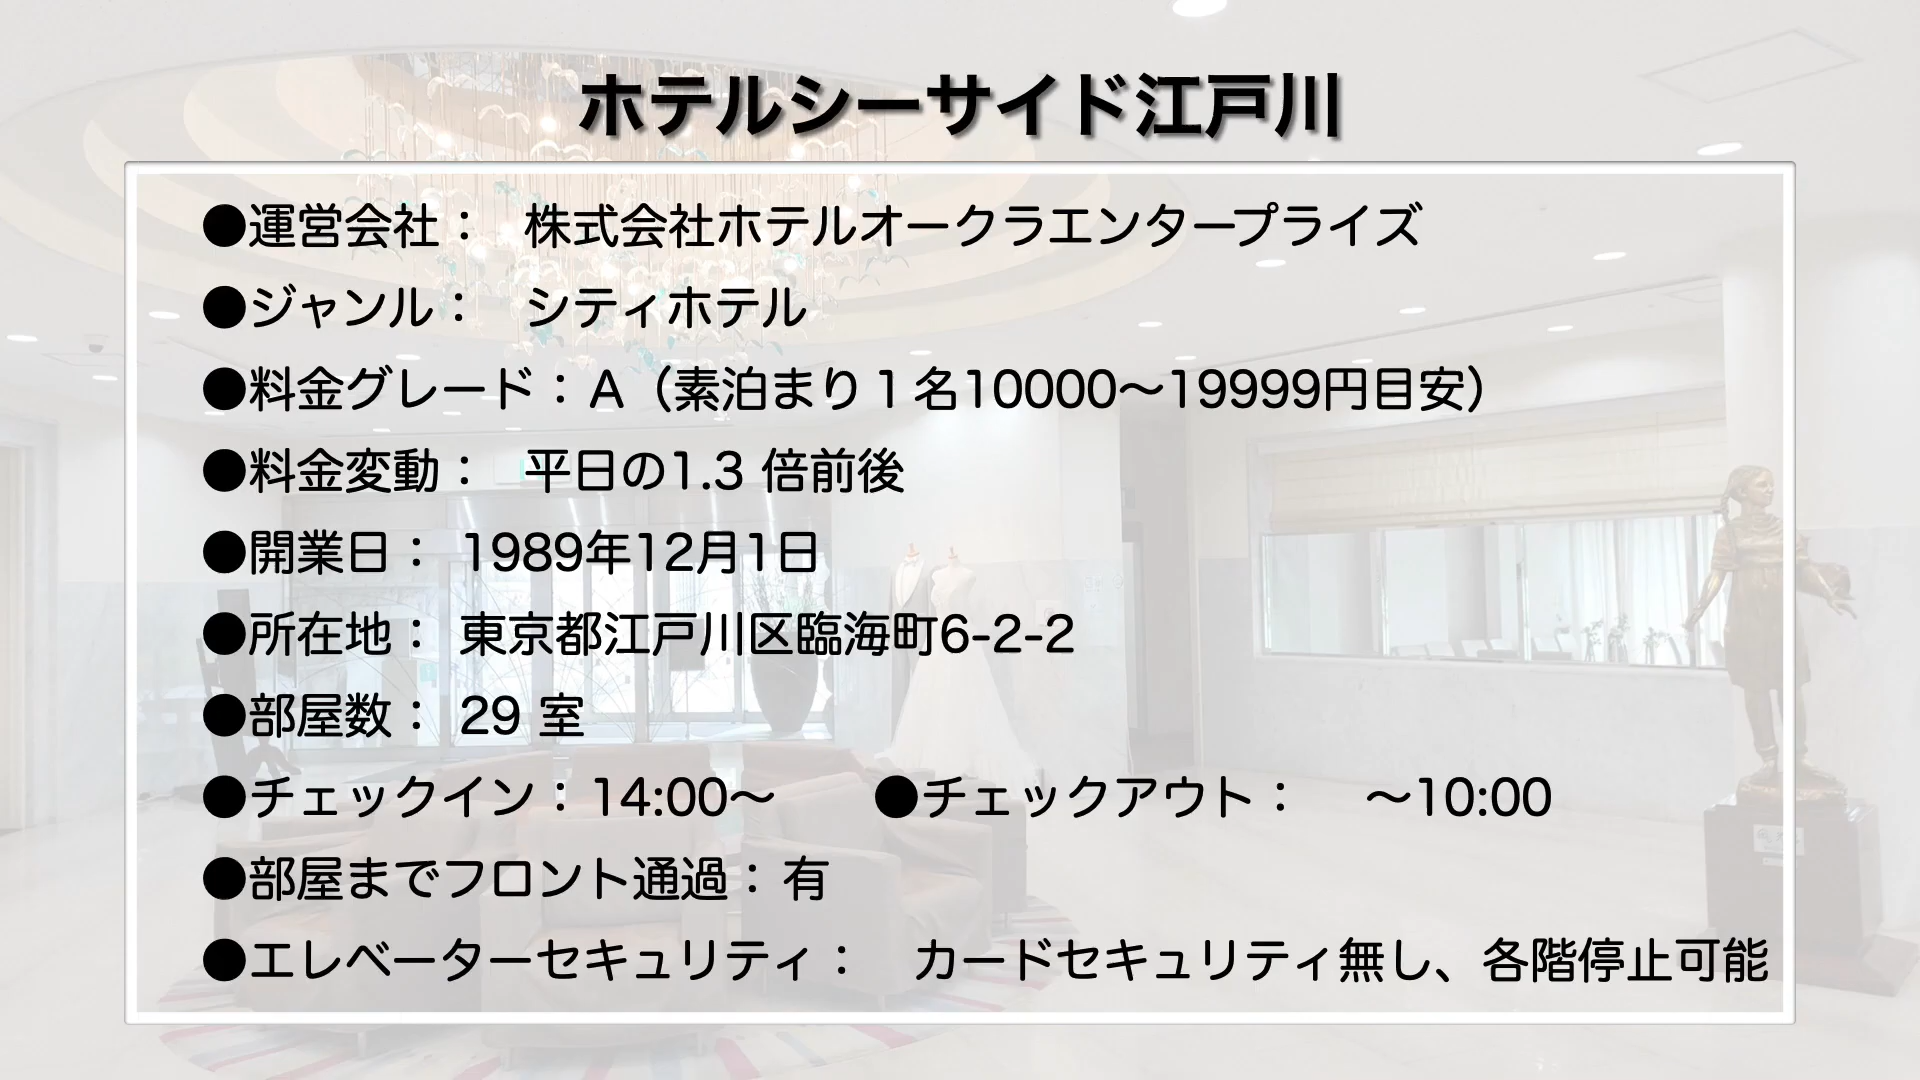 ホテルシーサイド江戸川
●運営会社：　株式会社ホテルオークラエンタープライズ
●ジャンル：　シティホテル
●料金グレード：A（素泊まり１名10000〜19999円目安）
●料金変動：　平日の1.3 倍前後
●開業日： 1989年12月1日
●所在地： 東京都江戸川区臨海町6-2-2
●部屋数： 29 室
●チェックイン：14:00〜　　●チェックアウト：　〜10:00
●部屋までフロント通過：有
●エレベーターセキュリティ：　カードセキュリティ無し、各階停止可能